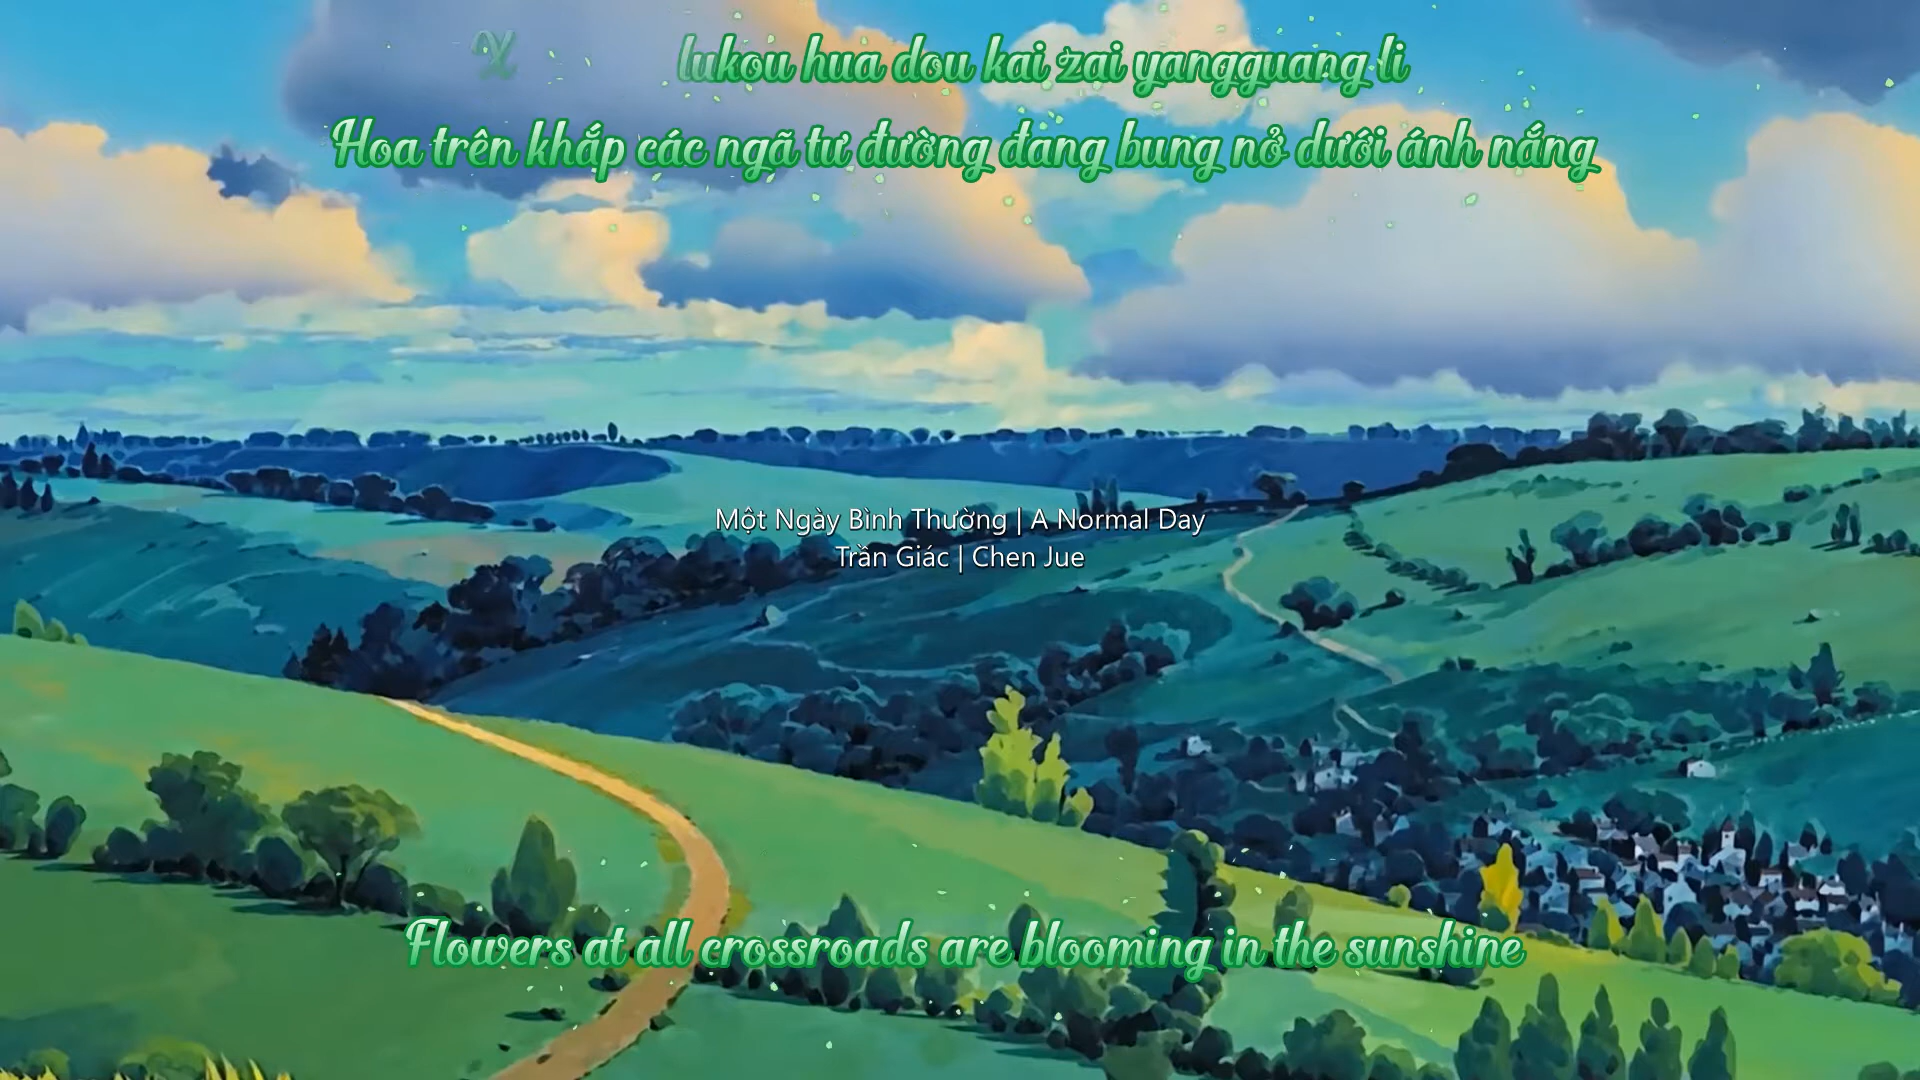 lukou hua dou kai zai yangguang li
Hoa trên khắp các ngã tư đường đang bung nở dưới ánh nắng
Một Ngày Bình Thường | A Normal Day
Trần Giác | Chen Jue
Flowers at all crossroads are blooming in the sunshine